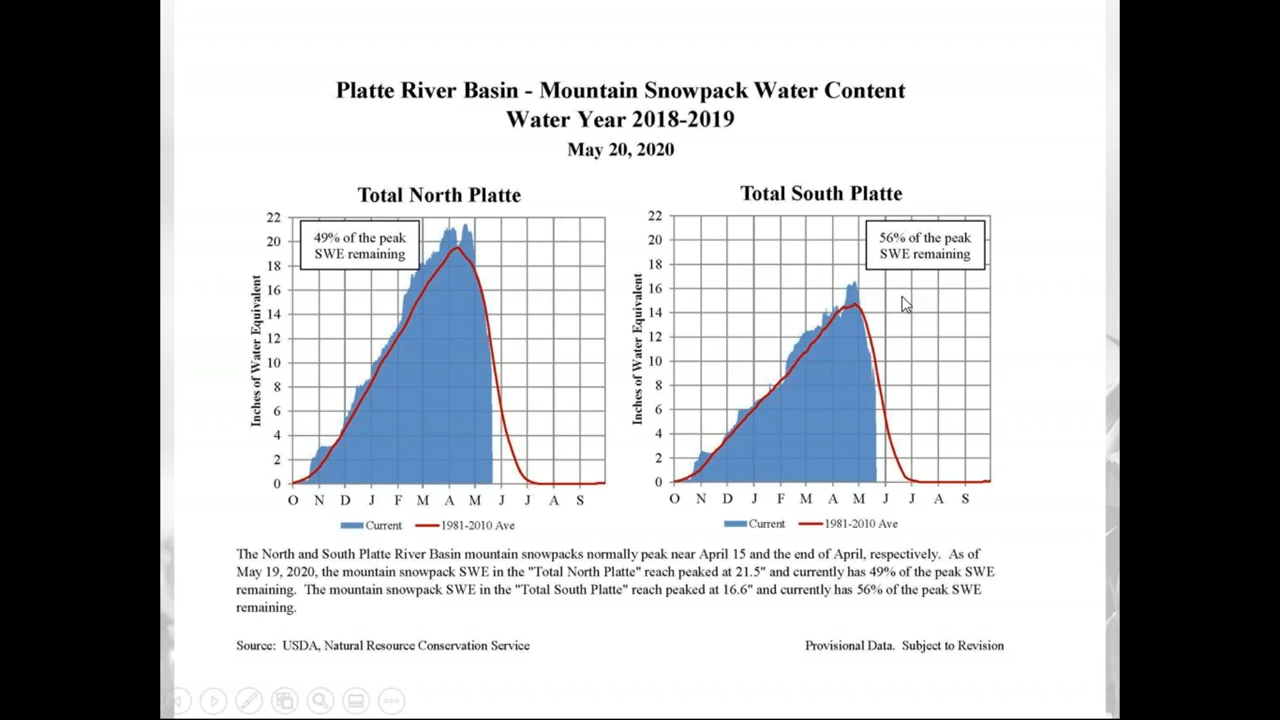 Platte River Basin - Mountain Snowpack Water Content
Water Year 2018-2019
May 20, 2020
Total North Platte
22
20
18
16
14
12
10
8
6
4
2
0
Inches of Water Equivalent
49% of the peak
SWE remaining
O N D J F M A M J J A S
Current 1981-2010 Ave
Total South Platte
22
20
18
16
14
12
10
8
6
4
2
0
Inches of Water Equivalent
56% of the peak
SWE remaining
O N D J F M A M J J A S
Current 1981-2010 Ave
The North and South Platte River Basin mountain snowpacks normally peak near April 15 and the end of April, respectively. As of
May 19, 2020, the mountain snowpack SWE in the "Total North Platte" reach peaked at 21.5" and currently has 49% of the peak SWE
remaining. The mountain snowpack SWE in the "Total South Platte" reach peaked at 16.6" and currently has 56% of the peak SWE
remaining.
Source: USDA, Natural Resource Conservation Service
Provisional Data. Subject to Revision